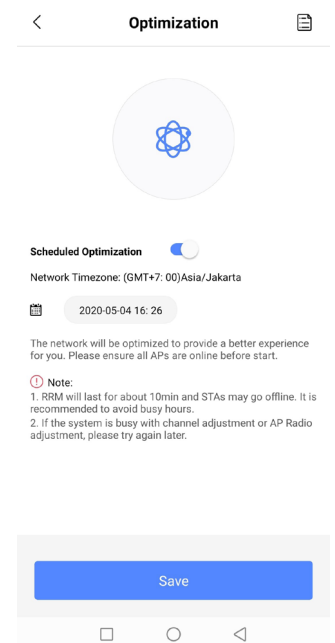 Optimization
Scheduled Optimization
Network Timezone: (GMT+7: 00)Asia/Jakarta
2020-05-04 16: 26
The network will be optimized to provide a better experience
for you. Please ensure all APs are online before start.
Note:
1. RRM will last for about 10min and STAs may go offline. It is
recommended to avoid busy hours.
2. If the system is busy with channel adjustment or AP Radio
adjustment, please try again later.
Save